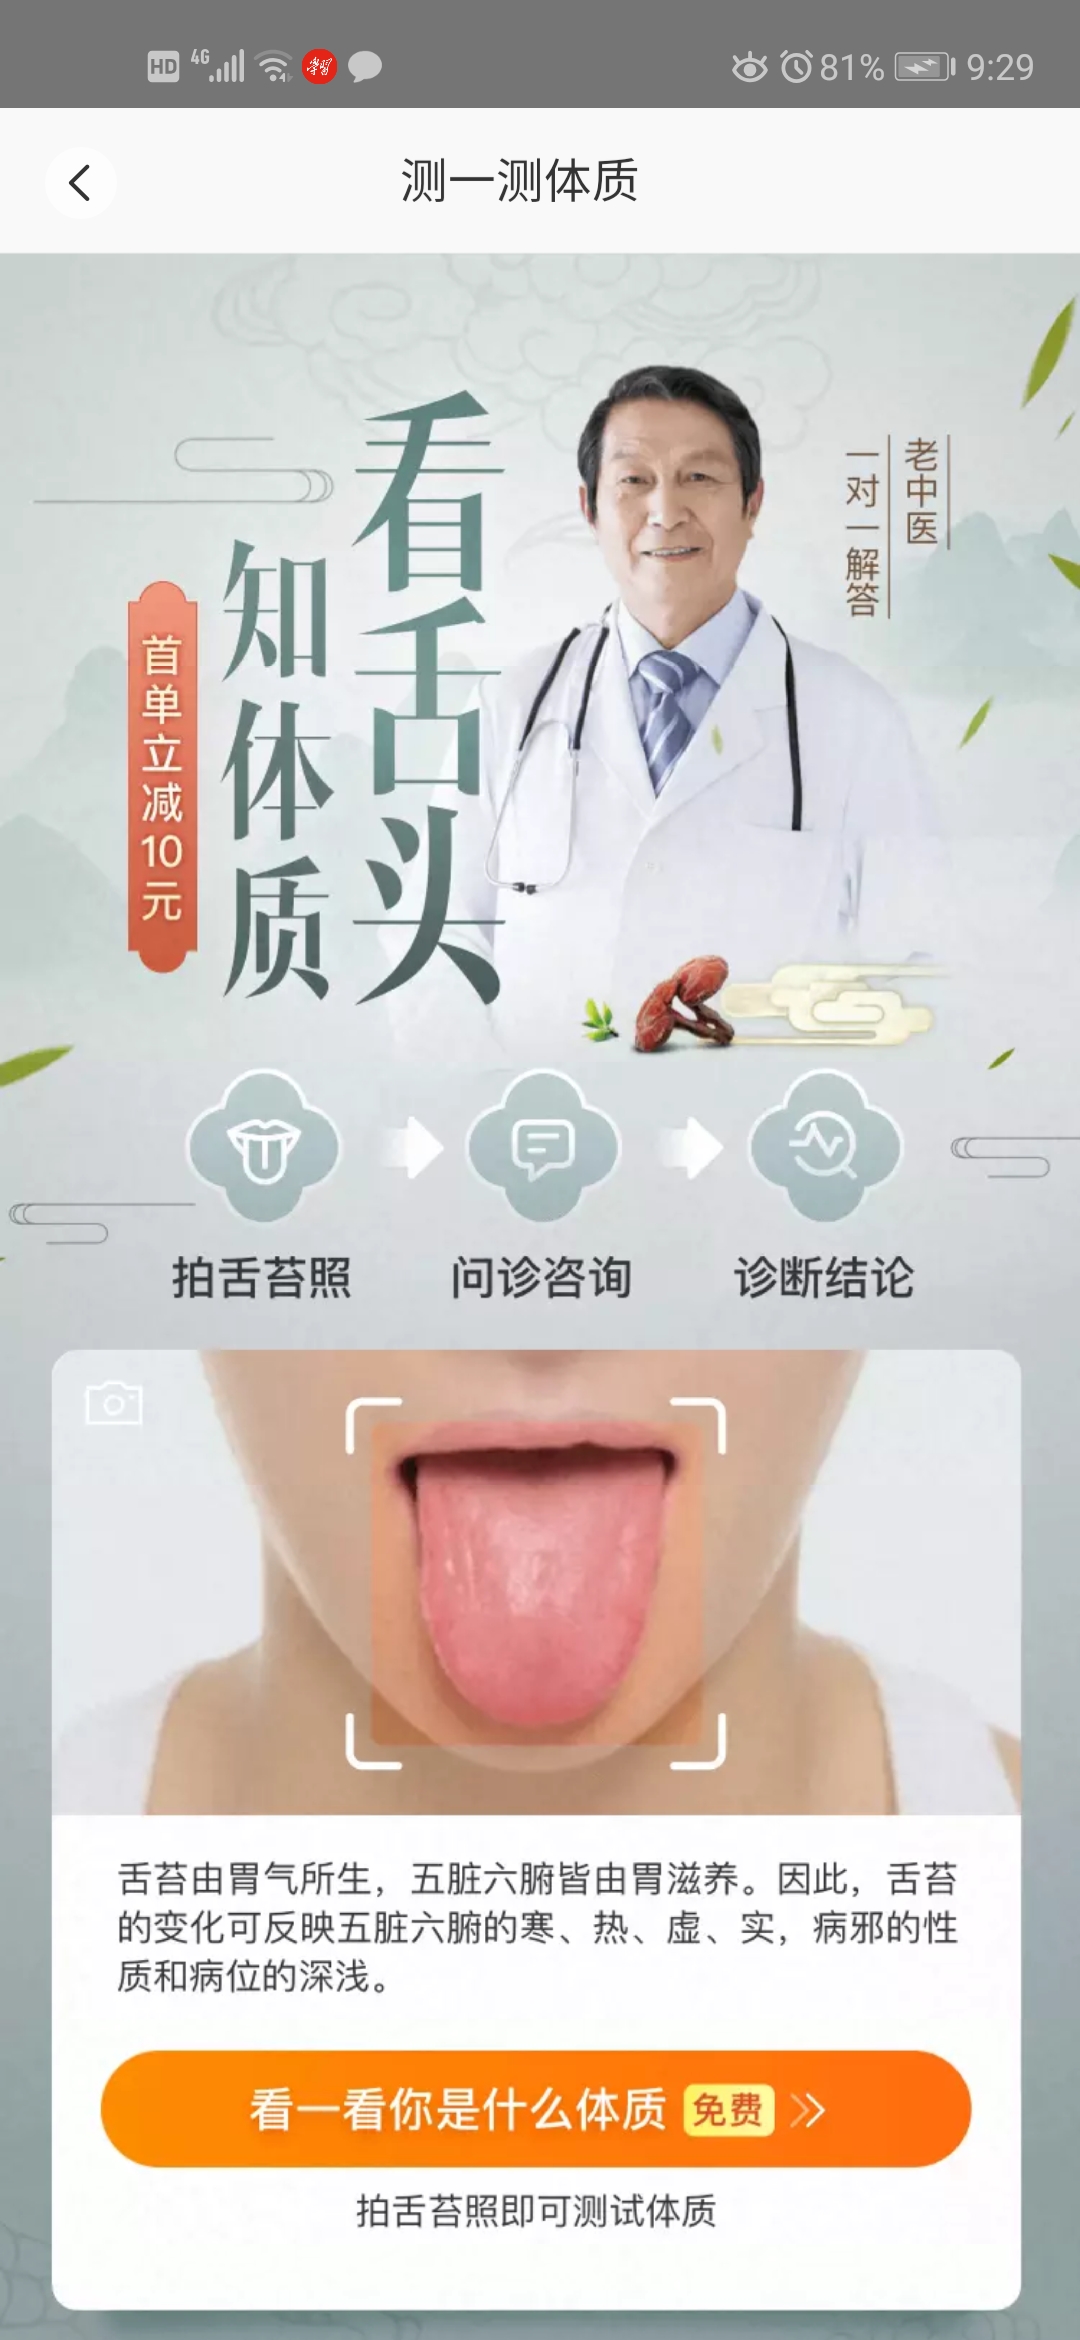 HD 4G 学习 81% 9:29
测一测体质
老中医
一对一解答
看舌头
知体质
首单立减10元
拍舌苔照 问诊咨询 诊断结论
舌苔由胃气所生，五脏六腑皆由胃滋养。因此，舌苔
的变化可反映五脏六腑的寒、热、虚、实，病邪的性
质和病位的深浅。
看一看你是什么体质 免费
拍舌苔照即可测试体质